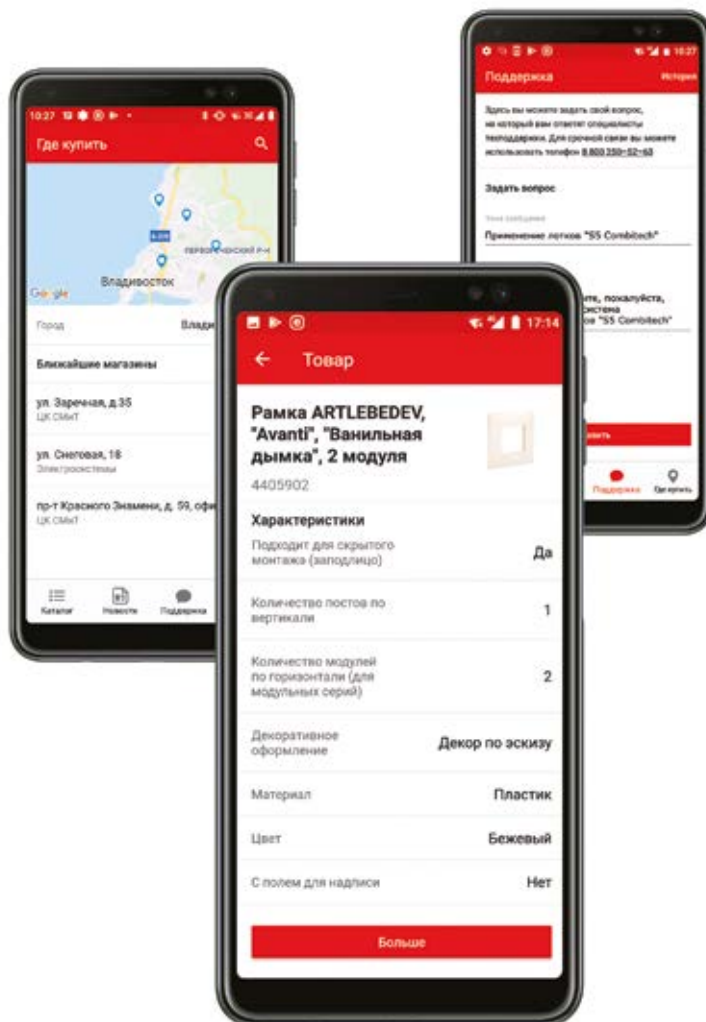 10:27
Где купить
ПЕРВОРЕЧЕНСКИЙ Р-Н
Владивосток
Google
Город
Влади
Ближайшие магазины
ул. Заречная, д.35
ЦК СМиТ
ул. Снеговая, 18
Электросистемы
пр-т Красного Знамени, д. 59, офи
ЦК СМиТ
Каталог
Новости
Поддержка
10:27
Поддержка
История
Здесь вы можете задать свой вопрос,
на который вам ответят специалисты
техподдержки. Для срочной связи вы можете
использовать телефон 8 800 250-52-63
Задать вопрос
Тема сообщения
Применение лотков "S5 Combitech"
те, пожалуйста,
истема
ов "S5 Combitech"
Поддержка
Где купить
17:14
Товар
Рамка ARTLEBEDEV,
"Avanti", "Ванильная
дымка", 2 модуля
4405902
Характеристики
Подходит для скрытого
монтажа (заподлицо)
Да
Количество постов по
вертикали
1
Количество модулей
по горизонтали (для
модульных серий)
2
Декоративное
оформление
Декор по эскизу
Материал
Пластик
Цвет
Бежевый
С полем для надписи
Нет
Больше